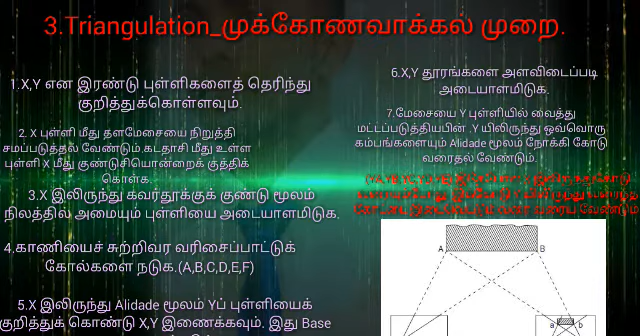 3.Triangulation_முக்கோணவாக்கல் முறை.
1.X,Y என இரண்டு புள்ளிகளைத் தெரிந்து
குறித்துக்கொள்ளவும்.
2. X புள்ளி மீது தளமேசையை நிறுத்தி
சமப்படுத்தல் வேண்டும்.கடதாசி மீது உள்ள
புள்ளி X மீது குண்டூசியொன்றைக் குத்திக்
கொள்க.
3.X இலிருந்து கவர்தூக்குக் குண்டு மூலம்
நிலத்தில் அமையும் புள்ளியை அடையாளமிடுக.
4.காணியைச் சுற்றிவர வரிசைப்பாட்டுக்
கோல்களை நடுக.(A,B,C,D,E,F)
5.X இலிருந்து Alidade மூலம் Yப் புள்ளியைக்
குறித்துக் கொண்டு X,Y இணைக்கவும். இது Base
6.X,Y தூரங்களை அளவிடைப்படி
அடையாளமிடுக.
7.மேசையை Y புள்ளியில் வைத்து
மட்டப்படுத்தியபின் ,Y யிலிருந்து ஒவ்வொரு
கம்பங்களையும் Alidade மூலம் நோக்கி கோடு
வரைதல் வேண்டும்.
A B
a b